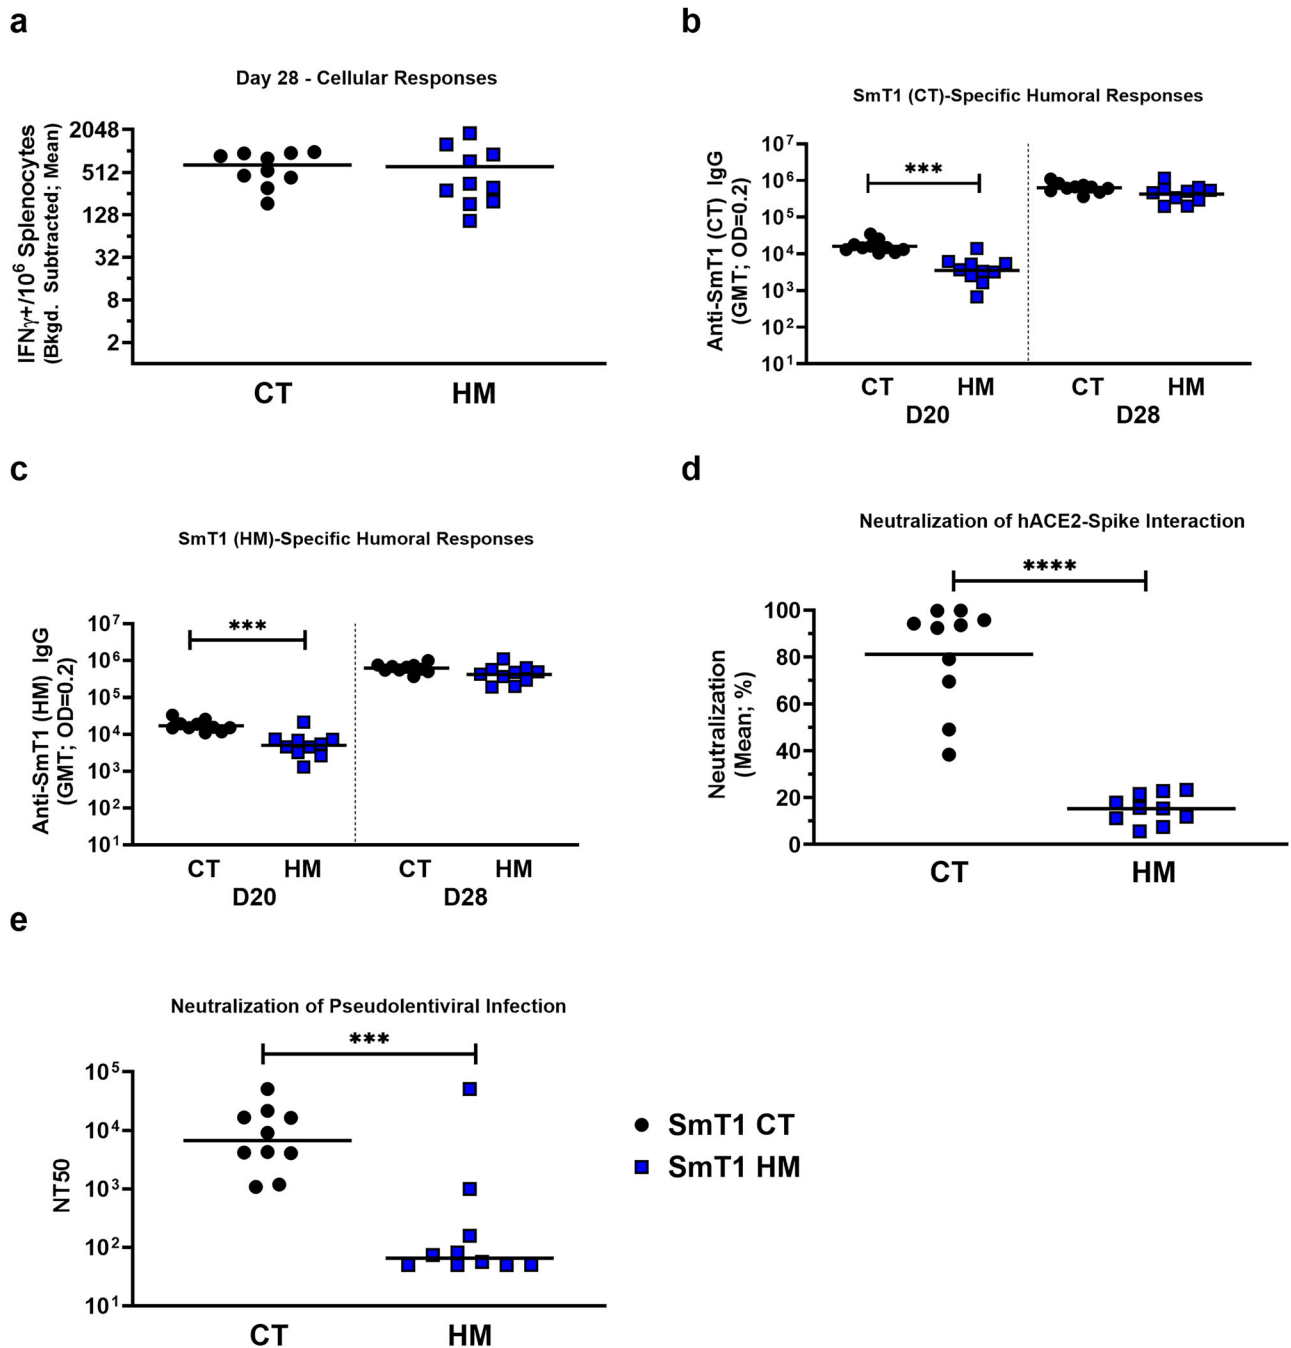 a
Day 28 - Cellular Responses
IFNγ+/10⁶ Splenocytes
(Bkgd. Subtracted; Mean)
2048
512
128
32
8
2
CT HM
b
SmT1 (CT)-Specific Humoral Responses
Anti-SmT1 (CT) IgG
(GMT; OD=0.2)
10⁷
10⁶
10⁵
10⁴
10³
10²
10¹
***
CT HM CT HM
D20 D28
c
SmT1 (HM)-Specific Humoral Responses
Anti-SmT1 (HM) IgG
(GMT; OD=0.2)
10⁷
10⁶
10⁵
10⁴
10³
10²
10¹
***
CT HM CT HM
D20 D28
d
Neutralization of hACE2-Spike Interaction
****
Neutralization
(Mean; %)
100
80
60
40
20
0
CT HM
e
Neutralization of Pseudolentiviral Infection
***
NT50
10⁵
10⁴
10³
10²
10¹
CT HM
SmT1 CT
SmT1 HM